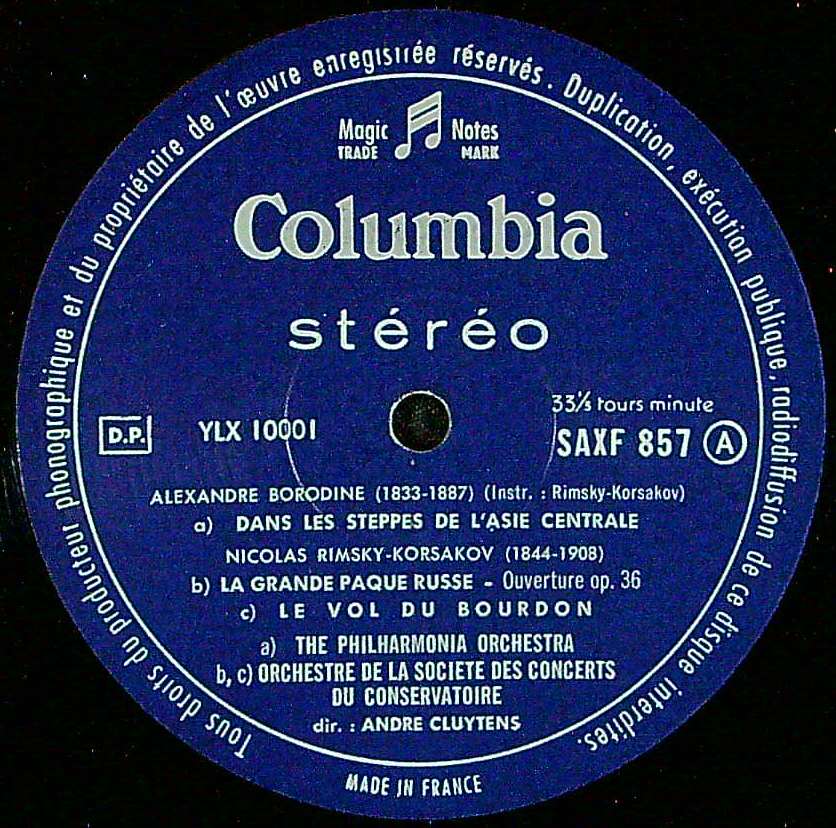 Tous droits du producteur phonographique et du propriétaire de l'œuvre enregistrée réservés. Duplication, exécution publique, radiodiffusion de ce disque interdites.
Magic Notes
TRADE MARK
Columbia
stéréo
33⅓ tours minute
D.P. YLX 10001 SAXF 857 A
ALEXANDRE BORODINE (1833-1887) (Instr. : Rimsky-Korsakov)
a) DANS LES STEPPES DE L'ASIE CENTRALE
NICOLAS RIMSKY-KORSAKOV (1844-1908)
b) LA GRANDE PAQUE RUSSE - Ouverture op. 36
c) LE VOL DU BOURDON
a) THE PHILHARMONIA ORCHESTRA
b, c) ORCHESTRE DE LA SOCIETE DES CONCERTS
DU CONSERVATOIRE
dir. : ANDRE CLUYTENS
MADE IN FRANCE